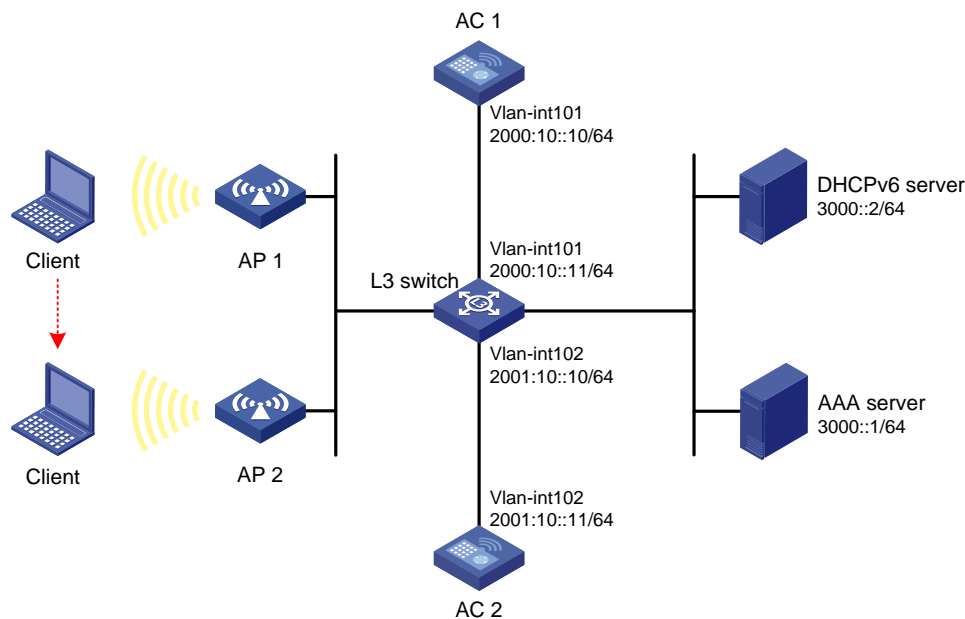 AC 1
Vlan-int101
2000:10::10/64
DHCPv6 server
3000::2/64
Client
AP 1
Vlan-int101
2000:10::11/64
L3 switch
L3
Vlan-int102
2001:10::10/64
AAA server
3000::1/64
Client
AP 2
Vlan-int102
2001:10::11/64
AC 2